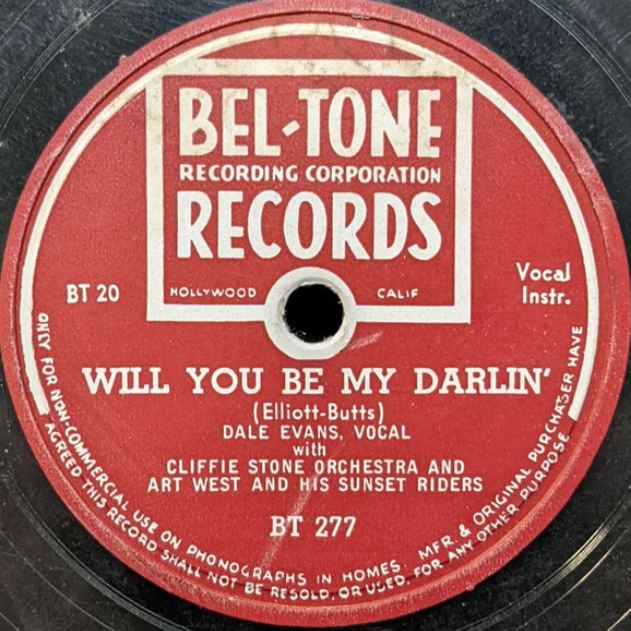 BEL-TONE
RECORDING CORPORATION
RECORDS
HOLLYWOOD CALIF
BT 20
Vocal
Instr.
WILL YOU BE MY DARLIN'
(Elliott-Butts)
DALE EVANS, VOCAL
with
CLIFFIE STONE ORCHESTRA AND
ART WEST AND HIS SUNSET RIDERS
BT 277
ONLY FOR NON-COMMERCIAL USE ON PHONOGRAPHS IN HOMES. MFR. & ORIGINAL PURCHASER HAVE
AGREED THIS RECORD SHALL NOT BE RESOLD, OR USED, FOR ANY OTHER PURPOSE